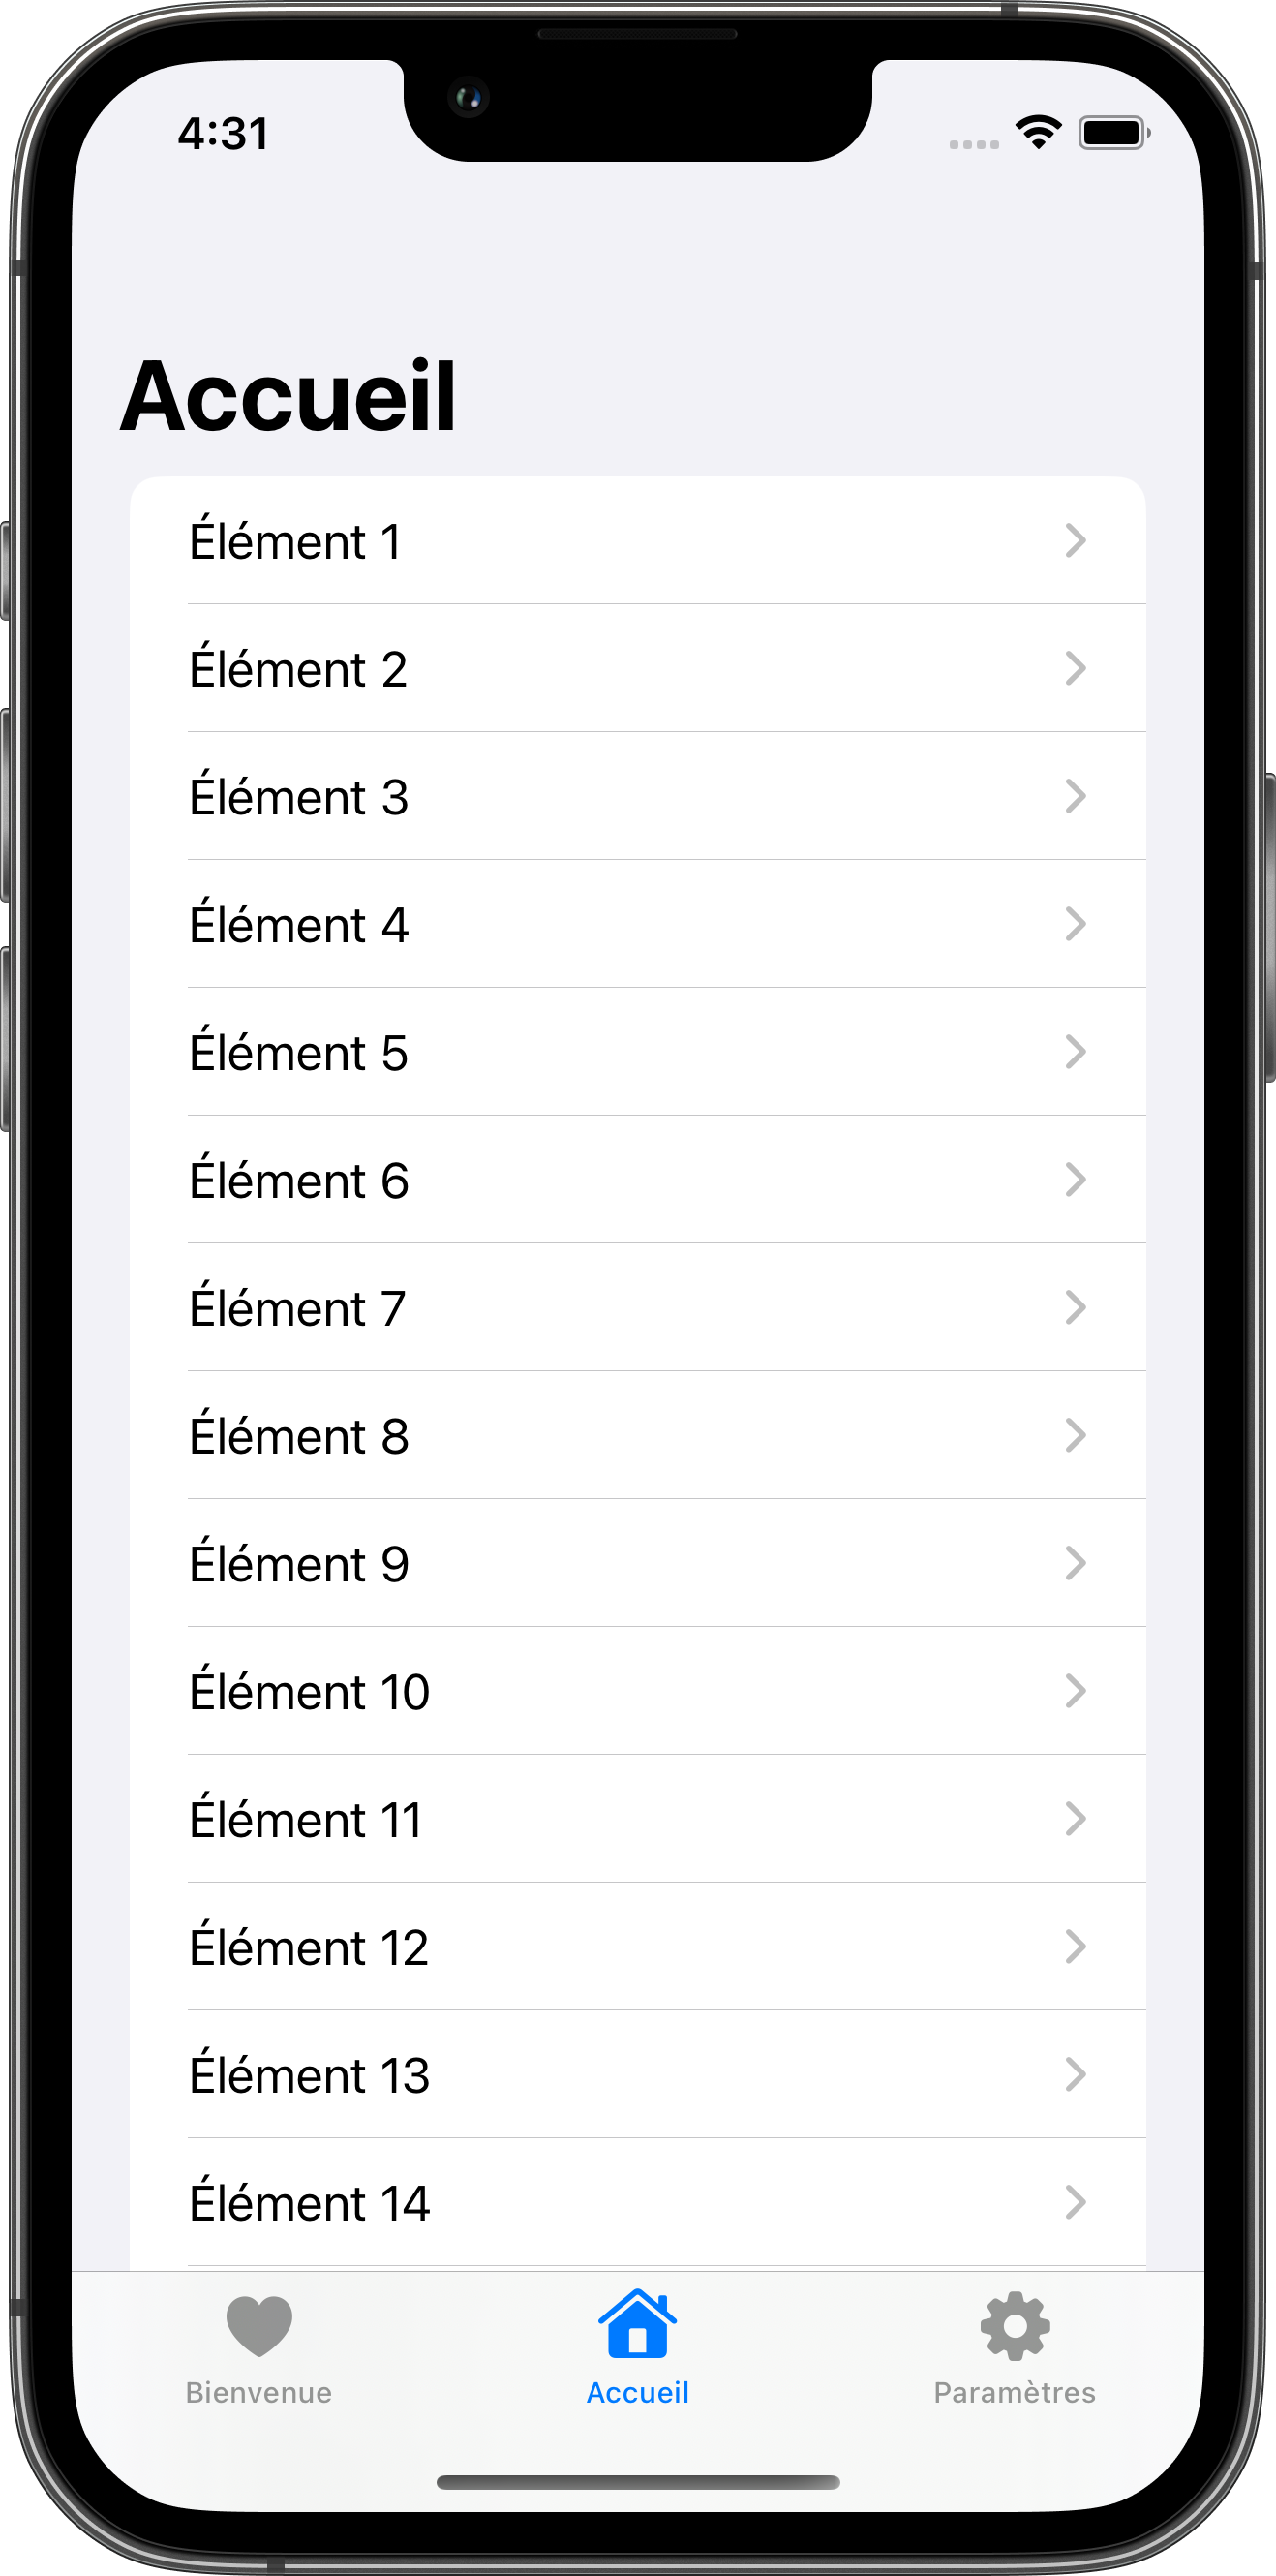 4:31
Accueil
Élément 1
Élément 2
Élément 3
Élément 4
Élément 5
Élément 6
Élément 7
Élément 8
Élément 9
Élément 10
Élément 11
Élément 12
Élément 13
Élément 14
Bienvenue
Accueil
Paramètres